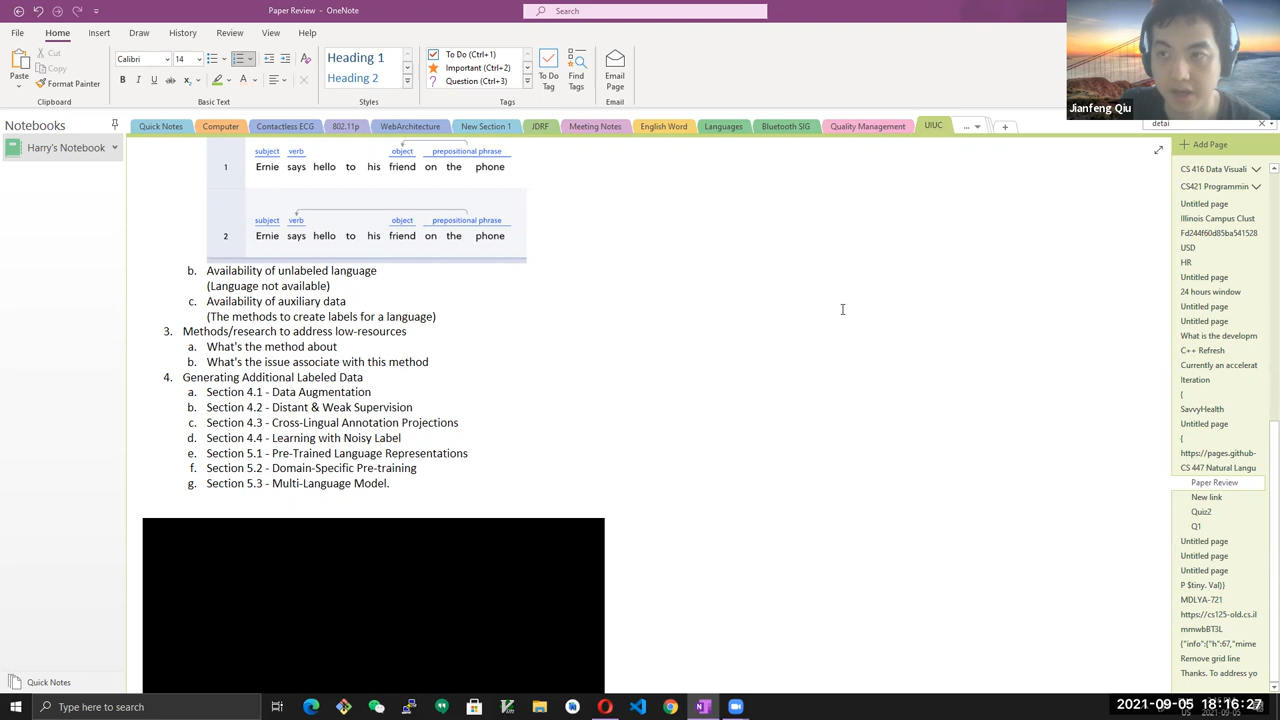 Paper Review - OneNote
Search
File Home Insert Draw History Review View Help
Paste
Cut
Copy
Format Painter
Clipboard
Calibri 14
Basic Text
Heading 1
Heading 2
Styles
To Do (Ctrl+1)
Important (Ctrl+2)
Question (Ctrl+3)
To Do Tag
Find Tags
Tags
Email Page
Email
Jianfeng Qiu
Notebooks
Harry's Notebook
Quick Notes Computer Contactless ECG 802.11p WebArchitecture New Section 1 JDRF Meeting Notes English Word Languages Bluetooth SIG Quality Management UIUC ...
detai
subject verb object prepositional phrase
1 Ernie says hello to his friend on the phone
subject verb object prepositional phrase
2 Ernie says hello to his friend on the phone
b. Availability of unlabeled language
(Language not available)
c. Availability of auxiliary data
(The methods to create labels for a language)
3. Methods/research to address low-resources
a. What's the method about
b. What's the issue associate with this method
4. Generating Additional Labeled Data
a. Section 4.1 - Data Augmentation
b. Section 4.2 - Distant & Weak Supervision
c. Section 4.3 - Cross-Lingual Annotation Projections
d. Section 4.4 - Learning with Noisy Label
e. Section 5.1 - Pre-Trained Language Representations
f. Section 5.2 - Domain-Specific Pre-training
g. Section 5.3 - Multi-Language Model.
Add Page
CS 416 Data Visuali
CS421 Programmin
Untitled page
Illinois Campus Clust
Fd244f60d85ba541528
USD
HR
Untitled page
24 hours window
Untitled page
Untitled page
What is the developm
C++ Refresh
Currently an accelerat
Iteration
{
SavvyHealth
Untitled page
{
https://pages.github-
CS 447 Natural Langu
Paper Review
New link
Quiz2
Q1
Untitled page
Untitled page
Untitled page
P $tiny. Val)}
MDLYA-721
https://cs125-old.cs.il
mmwbBT3L
{"info":{"h":67,"mime
Remove grid line
Thanks. To address yo
Quick Notes
Type here to search
2021-09-05 18:16:27